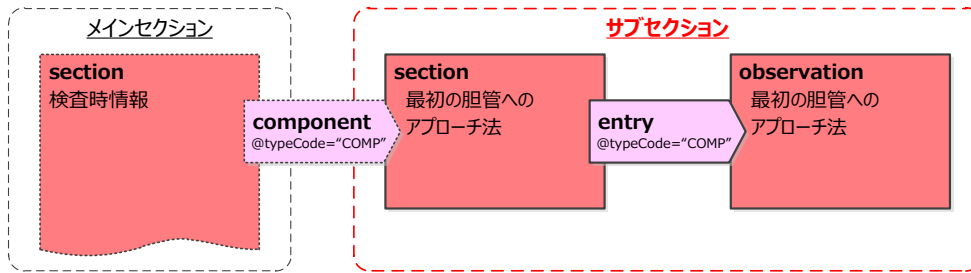 メインセクション
section
検査時情報
component
@typeCode=“COMP”
サブセクション
section
最初の胆管への
アプローチ法
entry
@typeCode=“COMP”
observation
最初の胆管への
アプローチ法